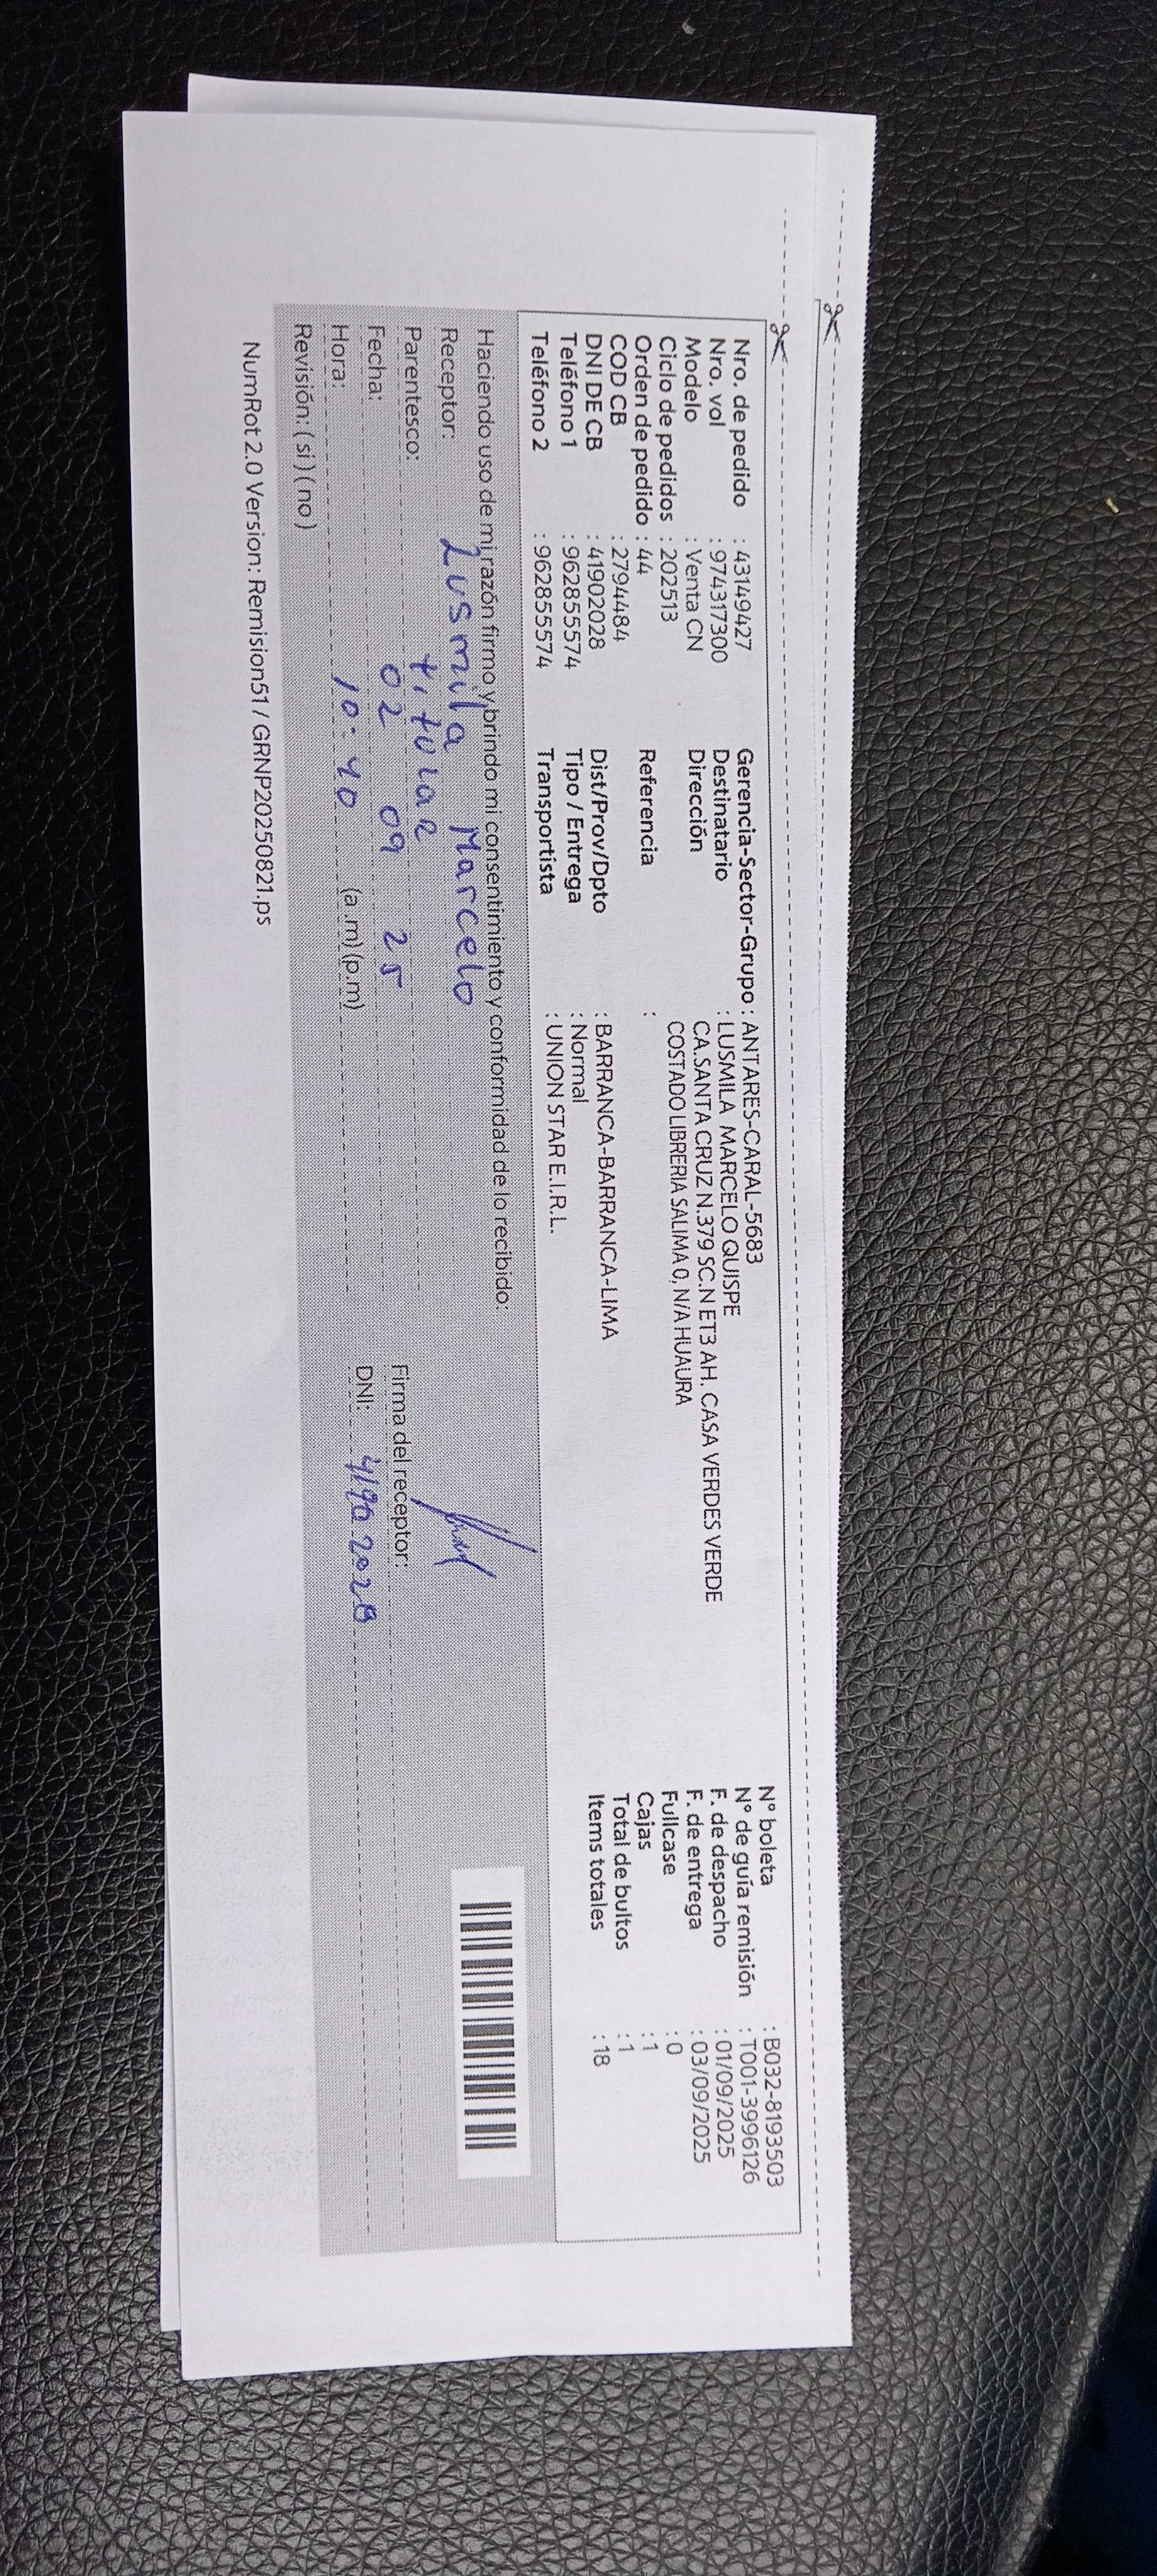 Nro. de pedido : 43149427
Nro. vol : 974317300
Modelo : Venta CN
Ciclo de pedidos : 202513
Orden de pedido : 44
COD CB : 2794484
DNI DE CB : 41902028
Teléfono 1 : 962855574
Teléfono 2 : 962855574
Gerencia-Sector-Grupo : ANTARES-CARAL-5683
Destinatario : LUSMILA MARCELO QUISPE
Dirección CA.SANTA CRUZ N.379 SC.N ET3 AH. CASA VERDES VERDE
COSTADO LIBRERIA SALIMA 0, N/A HUAURA
Referencia :
Dist/Prov/Dpto : BARRANCA-BARRANCA-LIMA
Tipo / Entrega : Normal
Transportista : UNION STAR E.I.R.L.
N° boleta : B032-8193503
N° de guía remisión : T001-3996126
F. de despacho : 01/09/2025
F. de entrega : 03/09/2025
Fullcase : 0
Cajas : 1
Total de bultos : 1
Items totales : 18
Haciendo uso de mi razón firmo y brindo mi consentimiento y conformidad de lo recibido:
Receptor: Lusmila Marcelo
Parentesco: titular
Fecha: 02 09 25
Hora: 10:40 (a.m) (p.m)
Revisión: (si) (no)
Firma del receptor:
DNI: 41902028
NumRot 2.0 Version: Remision51 / GRNP20250821.ps